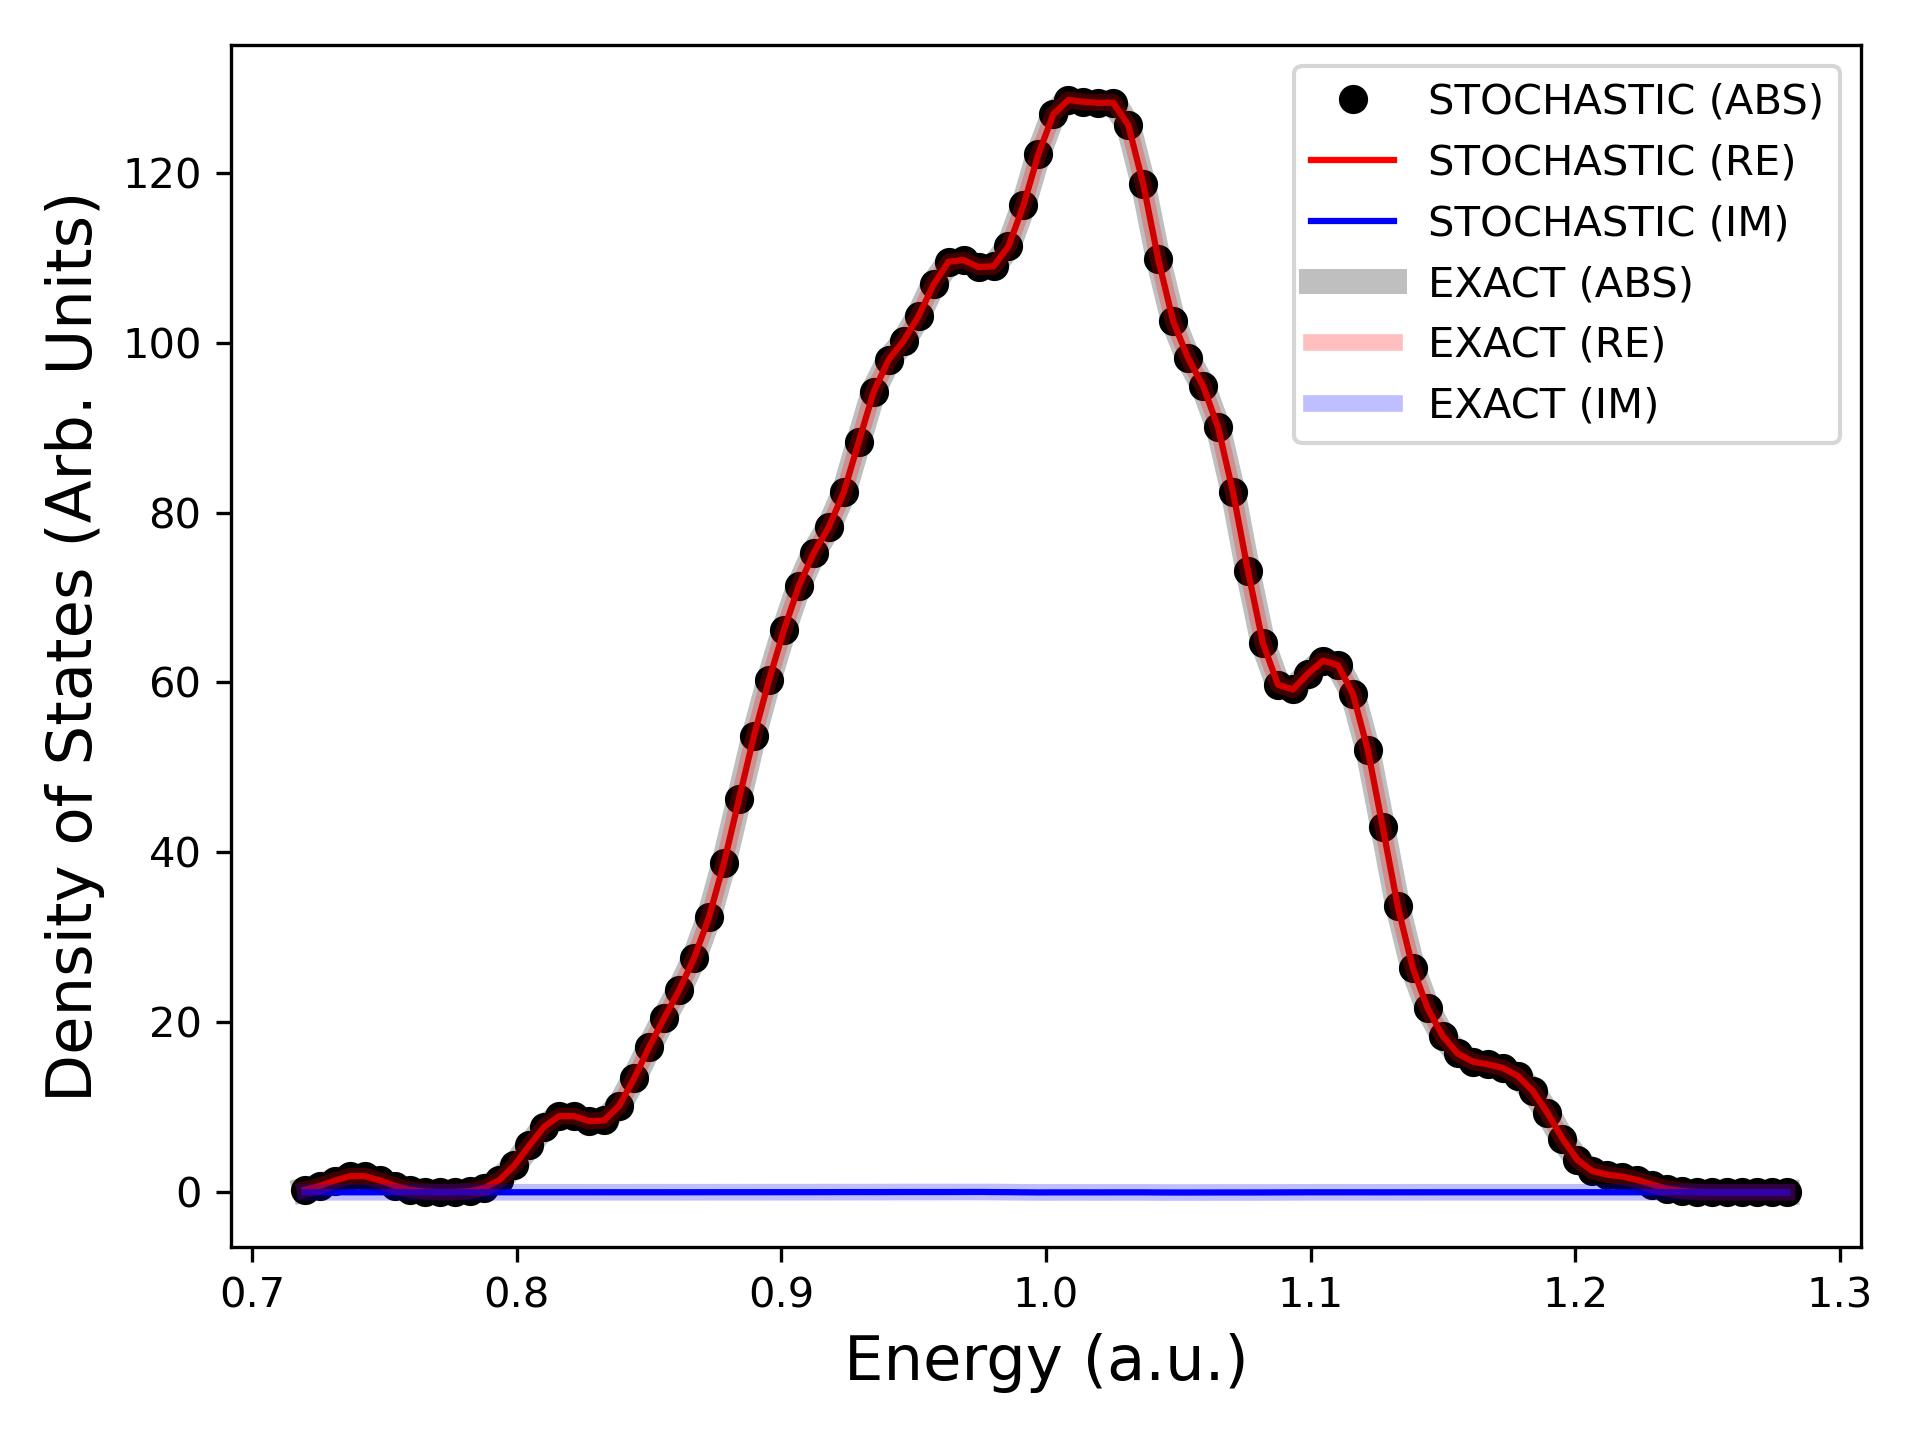 STOCHASTIC (ABS)
STOCHASTIC (RE)
STOCHASTIC (IM)
EXACT (ABS)
EXACT (RE)
EXACT (IM)
Density of States (Arb. Units)
120
100
80
60
40
20
0
0.7 0.8 0.9 1.0 1.1 1.2 1.3
Energy (a.u.)